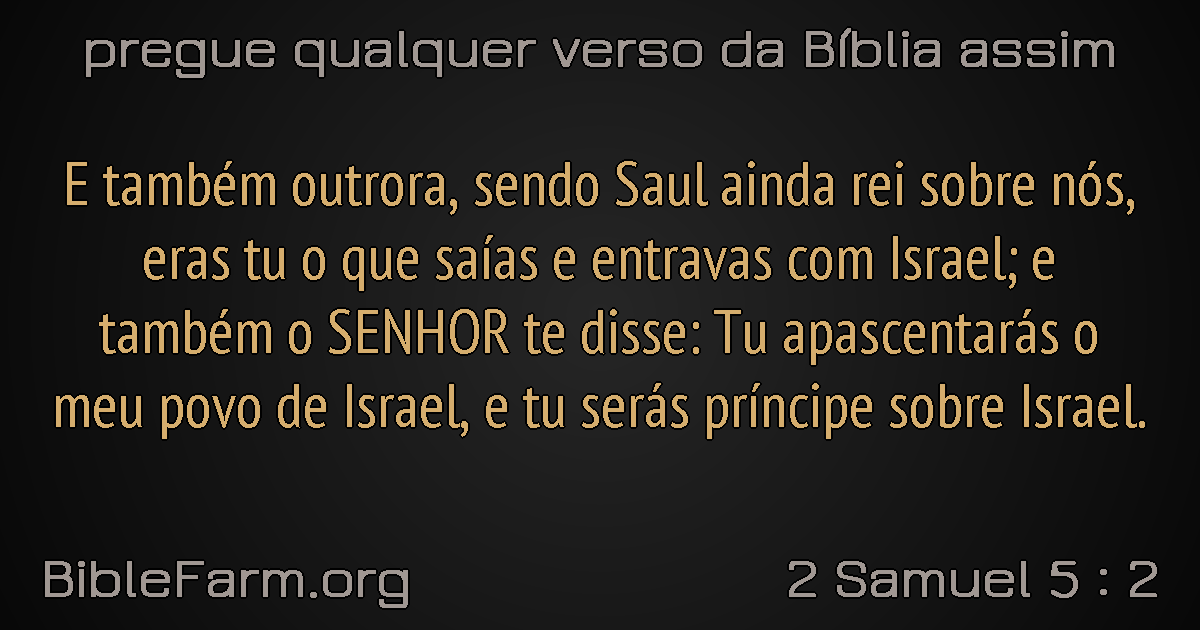 pregue qualquer verso da Bíblia assim
E também outrora, sendo Saul ainda rei sobre nós,
eras tu o que saías e entravas com Israel; e
também o SENHOR te disse: Tu apascentarás o
meu povo de Israel, e tu serás príncipe sobre Israel.
BibleFarm.org
2 Samuel 5 : 2